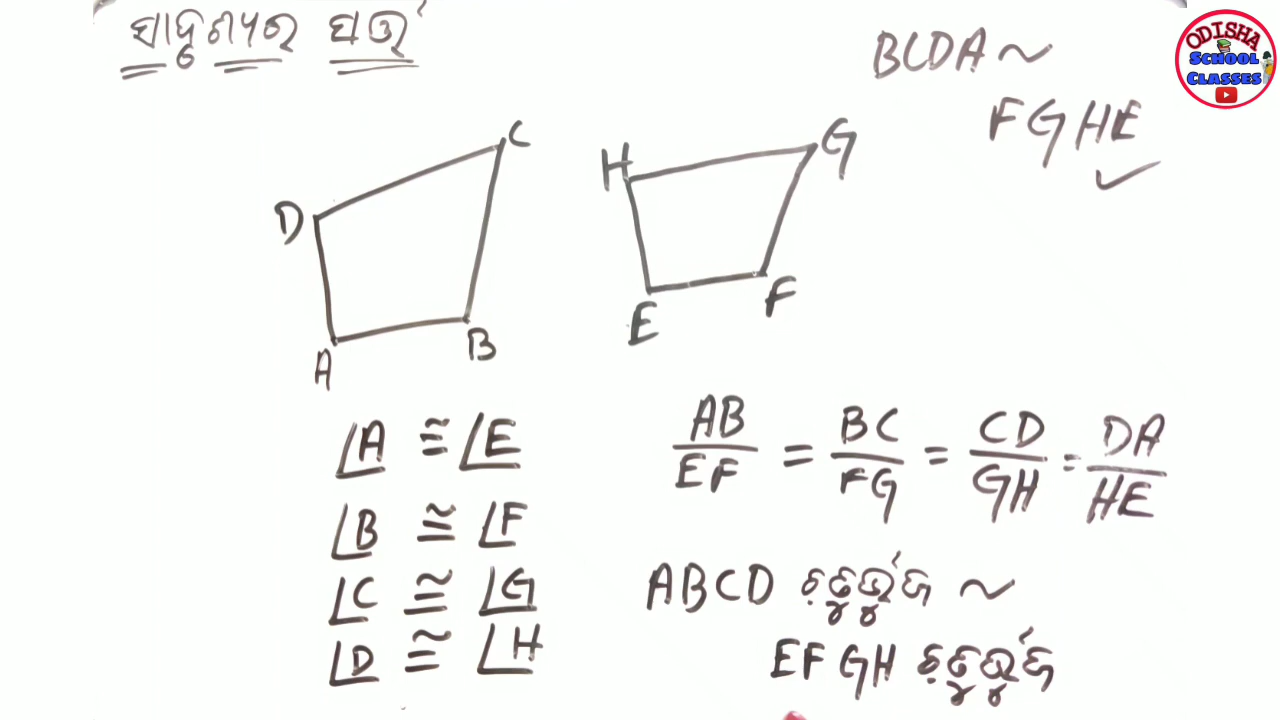 ସାଦୃଶ୍ୟର ସର୍ତ୍ତ
BCDA ~
FGHE
ODISHA
SCHOOL
CLASSES
C
H
G
D
E
F
A
B
∠A ≅ ∠E
AB/EF = BC/FG = CD/GH = DA/HE
∠B ≅ ∠F
∠C ≅ ∠G
ABCD ଚତୁର୍ଭୁଜ ~
∠D ≅ ∠H
EFGH ଚତୁର୍ଭୁଜ